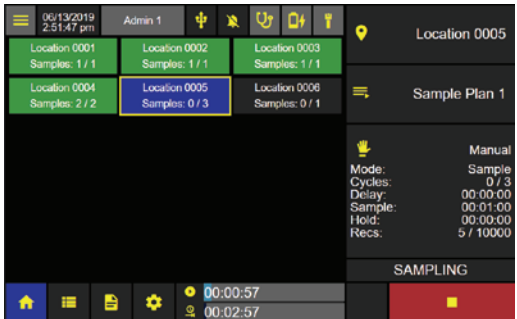 06/13/2019
2:51:47 pm
Admin 1
Location 0005
Location 0001
Samples: 1 / 1
Location 0002
Samples: 1 / 1
Location 0003
Samples: 1 / 1
Location 0004
Samples: 2 / 2
Location 0005
Samples: 0 / 3
Location 0006
Samples: 0 / 1
Sample Plan 1
Manual
Mode: Sample
Cycles: 0 / 3
Delay: 00:00:00
Sample: 00:01:00
Hold: 00:00:00
Recs: 5 / 10000
SAMPLING
00:00:57
00:02:57